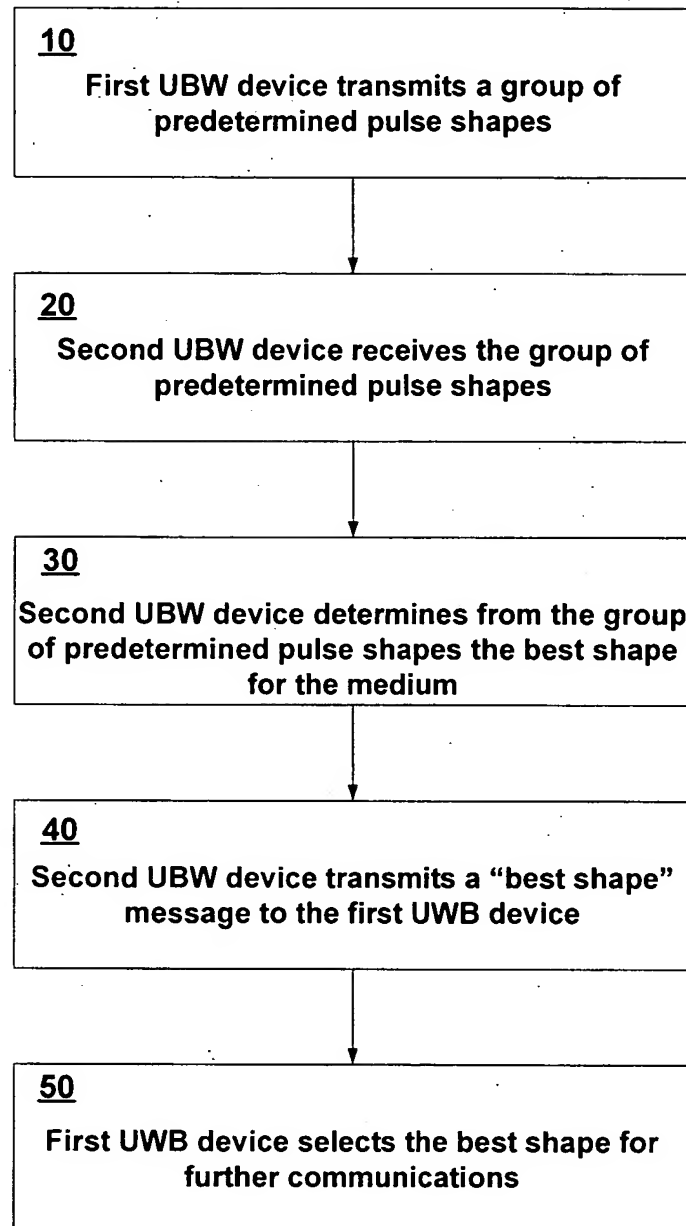 10
First UBW device transmits a group of
predetermined pulse shapes
20
Second UBW device receives the group of
predetermined pulse shapes
30
Second UBW device determines from the group
of predetermined pulse shapes the best shape
for the medium
40
Second UBW device transmits a “best shape”
message to the first UWB device
50
First UWB device selects the best shape for
further communications